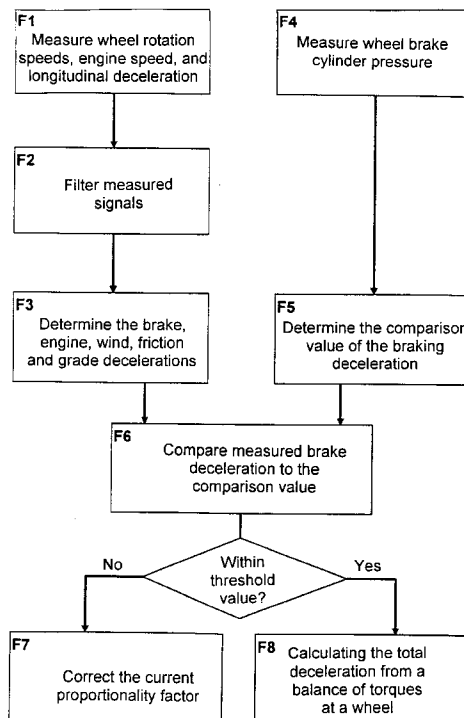 F1
Measure wheel rotation
speeds, engine speed, and
longitudinal deceleration
F4
Measure wheel brake
cylinder pressure
F2
Filter measured
signals
F3
Determine the brake,
engine, wind, friction
and grade decelerations
F5
Determine the comparison
value of the braking
deceleration
F6
Compare measured brake
deceleration to the
comparison value
No
Within
threshold
value?
Yes
F7
Correct the current
proportionality factor
F8
Calculating the total
deceleration from a
balance of torques
at a wheel